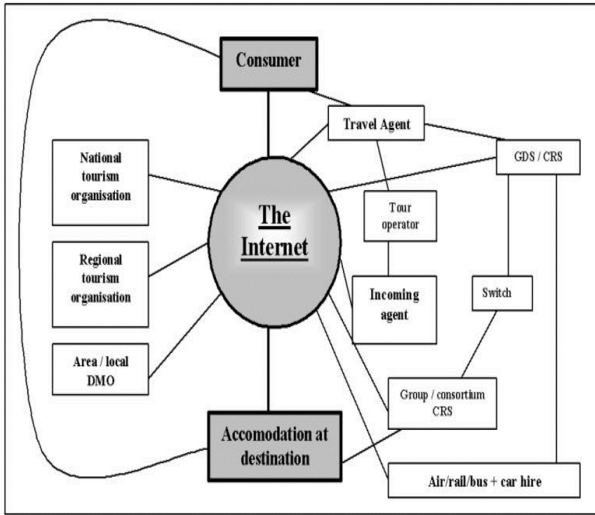 Consumer
Travel Agent
National
tourism
organisation
GDS / CRS
The
Internet
Tour
operator
Regional
tourism
organisation
Incoming
agent
Switch
Area / local
DMO
Group / consortium
CRS
Accomodation at
destination
Air/rail/bus + car hire